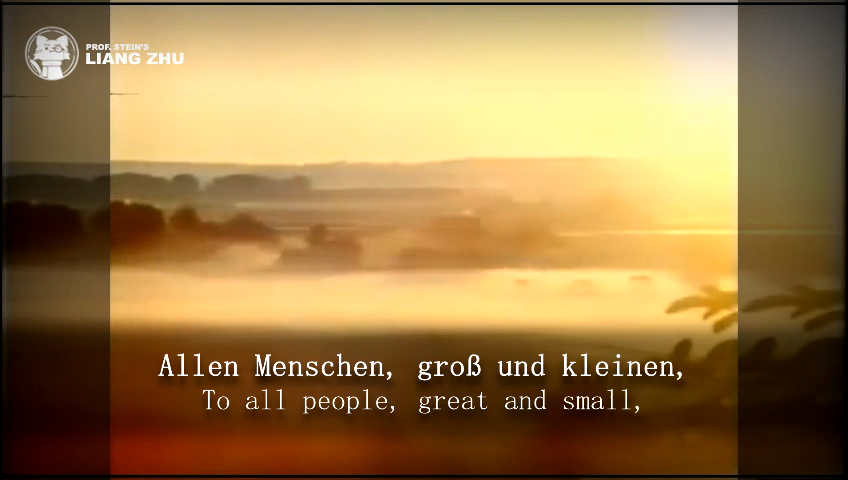 PROF. STEIN'S
LIANG ZHU
Allen Menschen, groß und kleinen,
To all people, great and small,